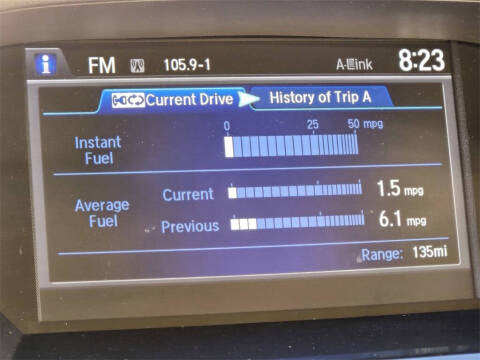 i FM 105.9-1 A-Link 8:23
Current Drive History of Trip A
0 25 50 mpg
Instant
Fuel
Current 1.5 mpg
Average
Fuel
Previous 6.1 mpg
Range: 135mi